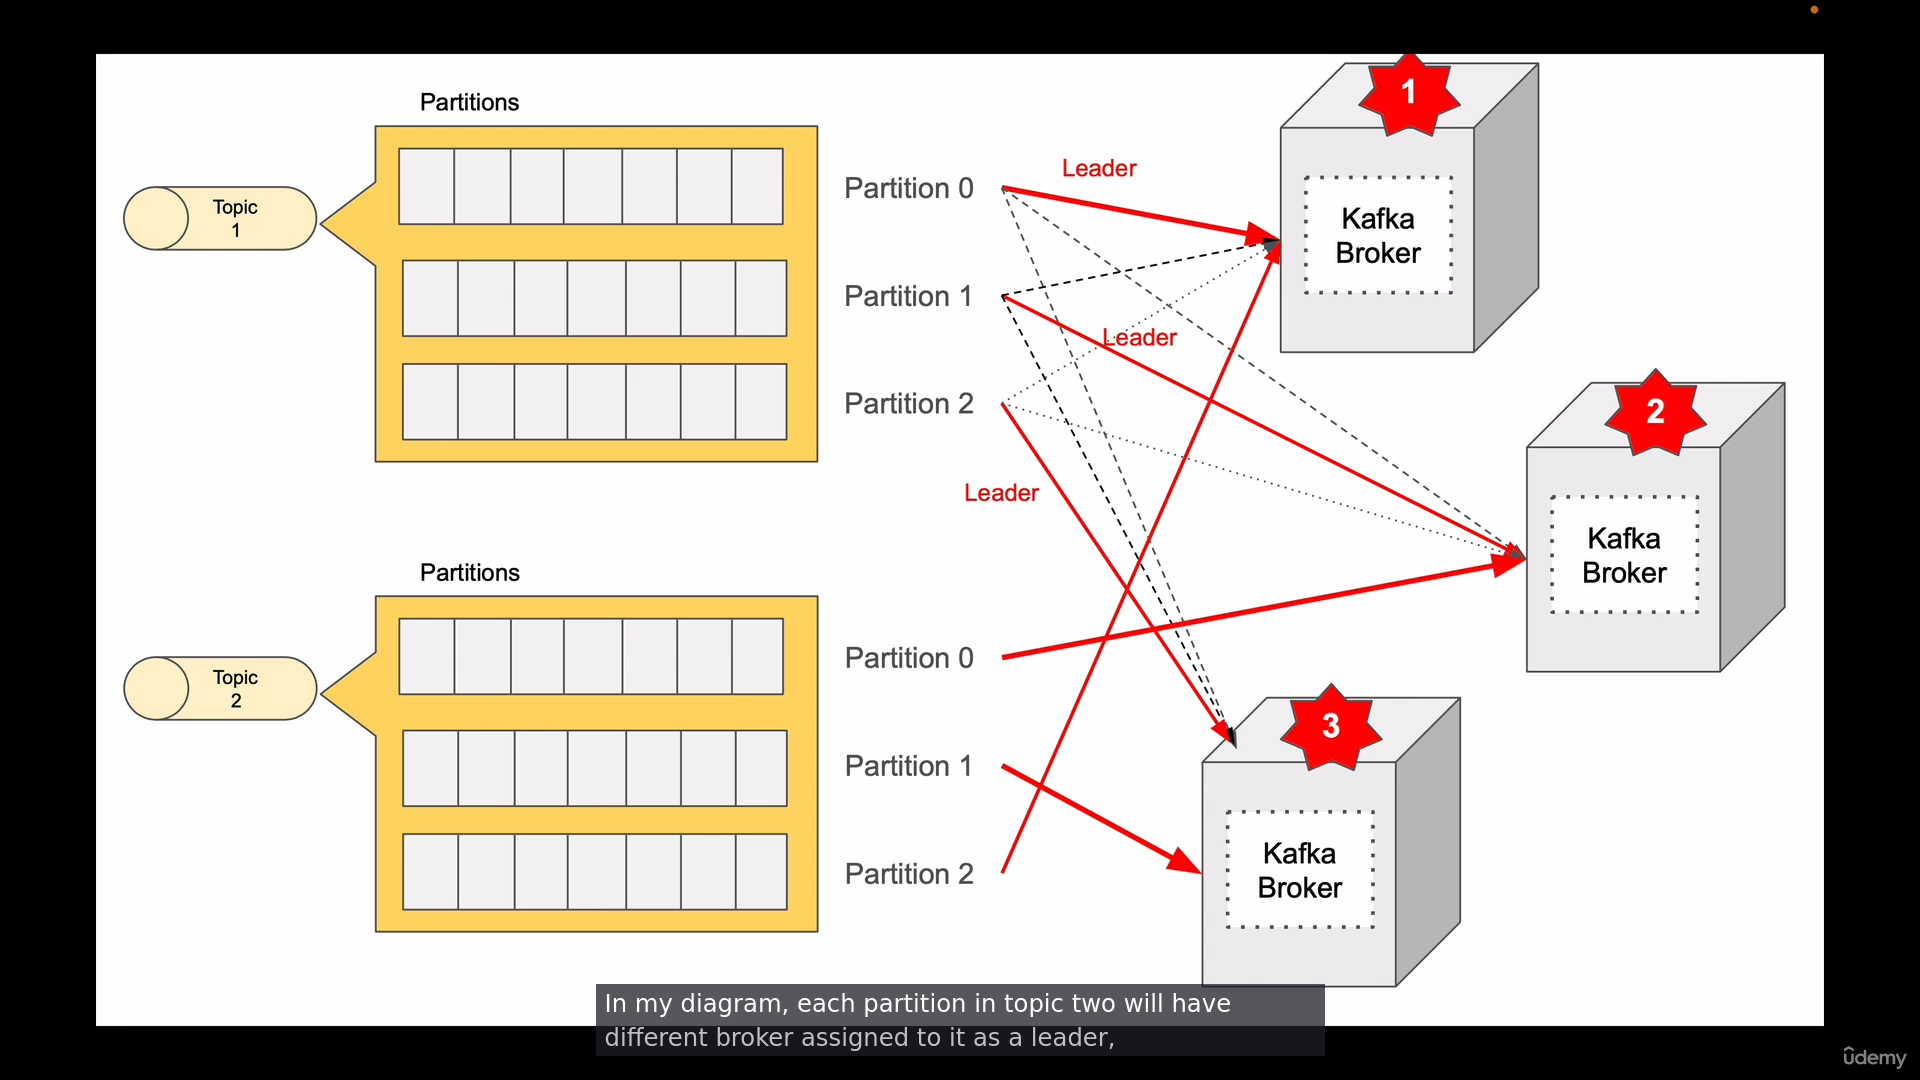 Partitions
Topic
1
Partition 0
Partition 1
Partition 2
Leader
Leader
Leader
1
Kafka
Broker
2
Kafka
Broker
Partitions
Topic
2
Partition 0
Partition 1
Partition 2
3
Kafka
Broker
In my diagram, each partition in topic two will have
different broker assigned to it as a leader,
ûdemy